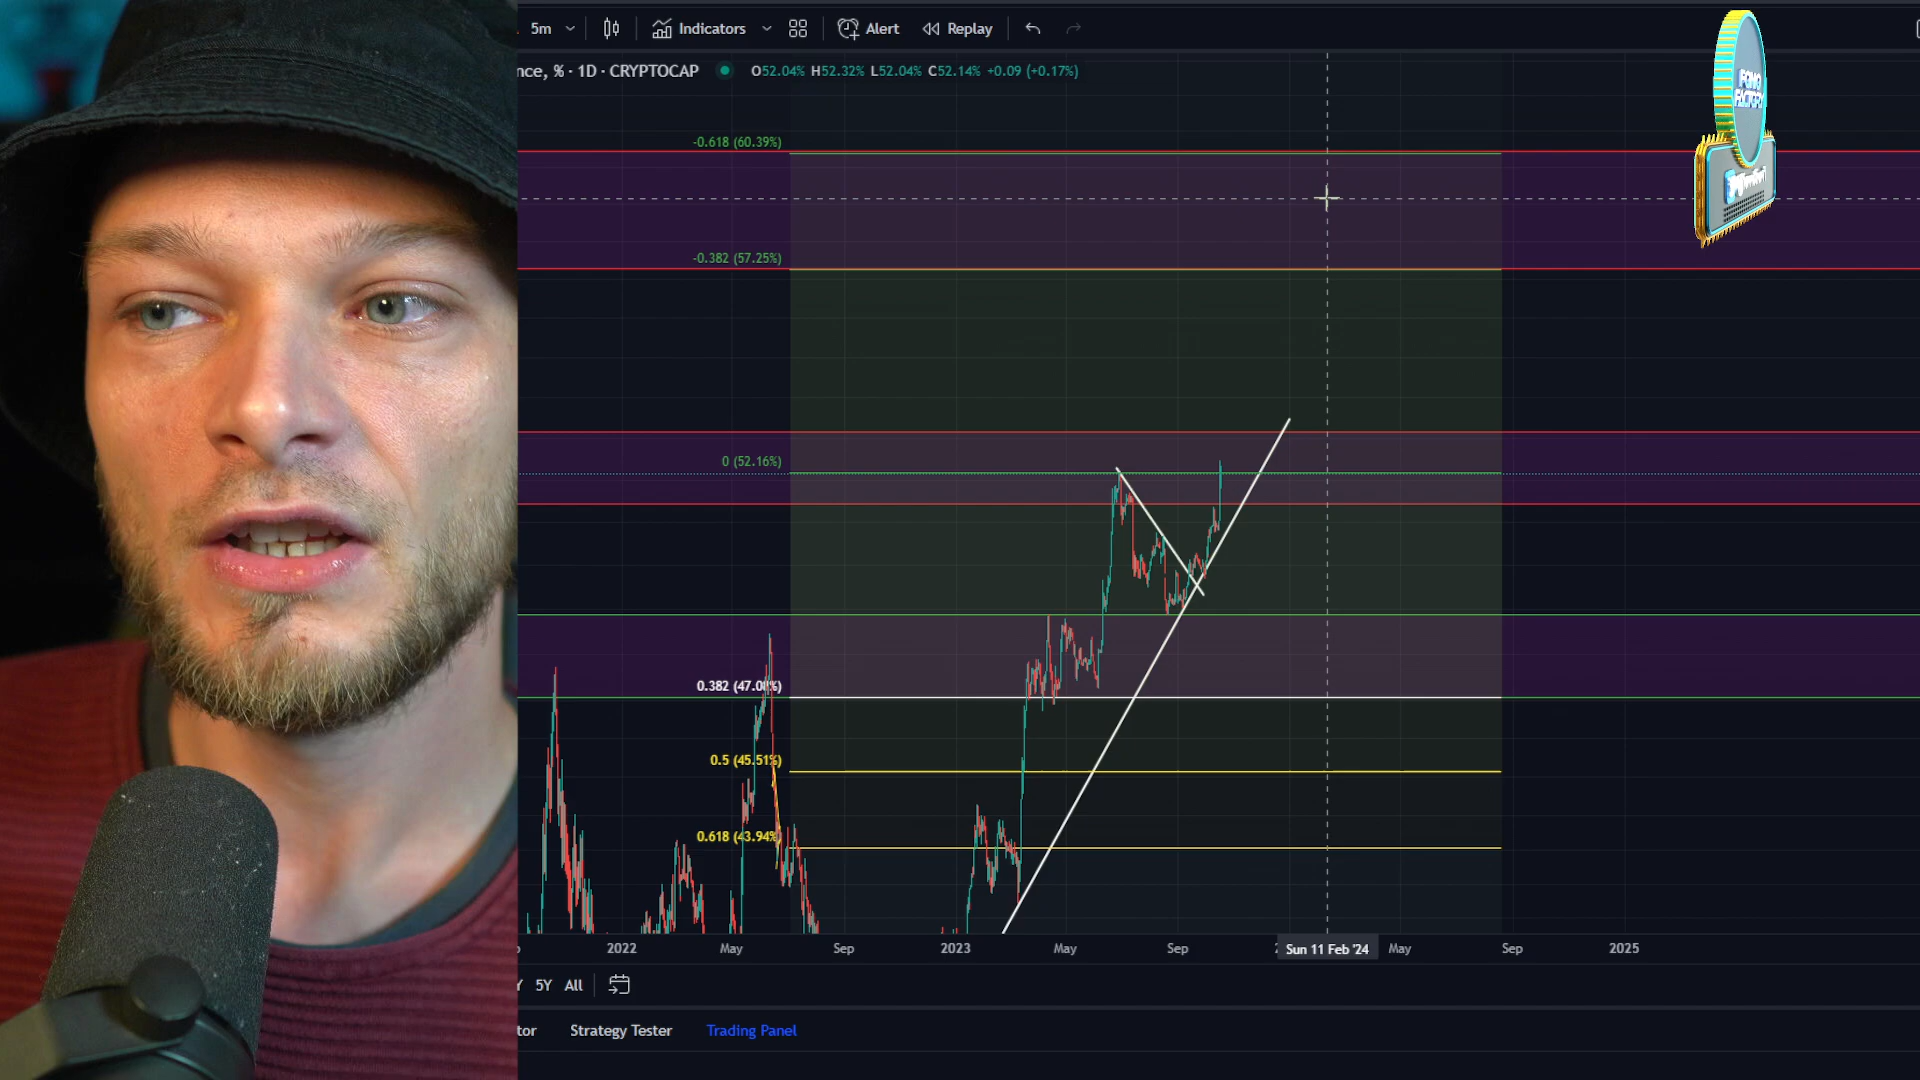 5m Indicators Alert Replay
nce, % · 1D · CRYPTOCAP O52.04% H52.32% L52.04% C52.14% +0.09 (+0.17%)
-0.618 (60.39%)
-0.382 (57.25%)
0 (52.16%)
0.382 (47.08%)
0.5 (45.51%)
0.618 (43.94%)
2022 May Sep 2023 May Sep Sun 11 Feb '24 May Sep 2025
5Y All
tor Strategy Tester Trading Panel